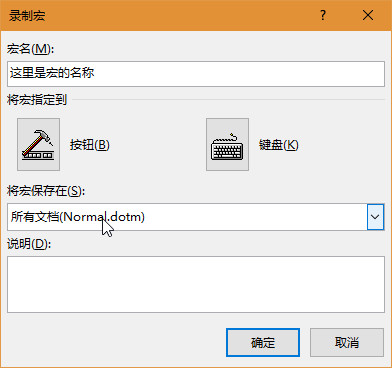 录制宏
宏名(M):
这里是宏的名称
将宏指定到
按钮(B)
键盘(K)
将宏保存在(S):
所有文档(Normal.dotm)
说明(D):
确定
取消